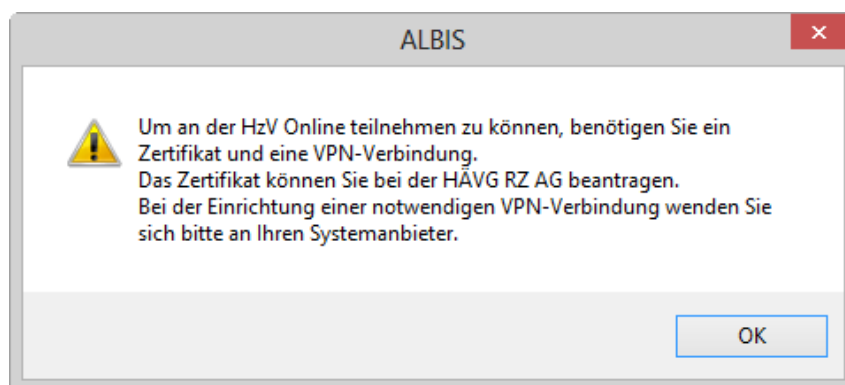 ALBIS
Um an der HzV Online teilnehmen zu können, benötigen Sie ein
Zertifikat und eine VPN-Verbindung.
Das Zertifikat können Sie bei der HÄVG RZ AG beantragen.
Bei der Einrichtung einer notwendigen VPN-Verbindung wenden Sie
sich bitte an Ihren Systemanbieter.
OK